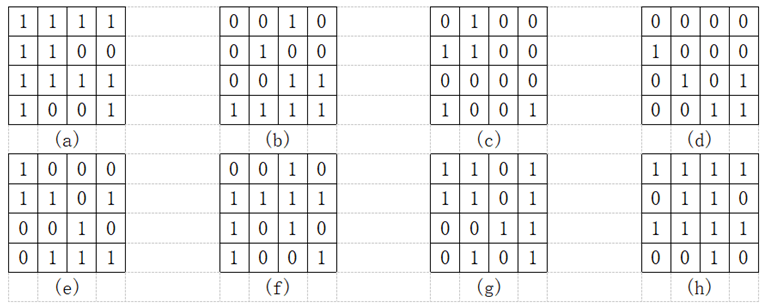 1 1 1 1 0 0 1 0 0 1 0 0 0 0 0 0
1 1 0 0 0 1 0 0 1 1 0 0 1 0 0 0
1 1 1 1 0 0 1 1 0 0 0 0 0 1 0 1
1 0 0 1 1 1 1 1 1 0 0 1 0 0 1 1
(a) (b) (c) (d)
1 0 0 0 0 0 1 0 1 1 0 1 1 1 1 1
1 1 0 1 1 1 1 1 1 1 0 1 0 1 1 0
0 0 1 0 1 0 1 0 0 0 1 1 1 1 1 1
0 1 1 1 1 0 0 1 0 1 0 1 0 0 1 0
(e) (f) (g) (h)